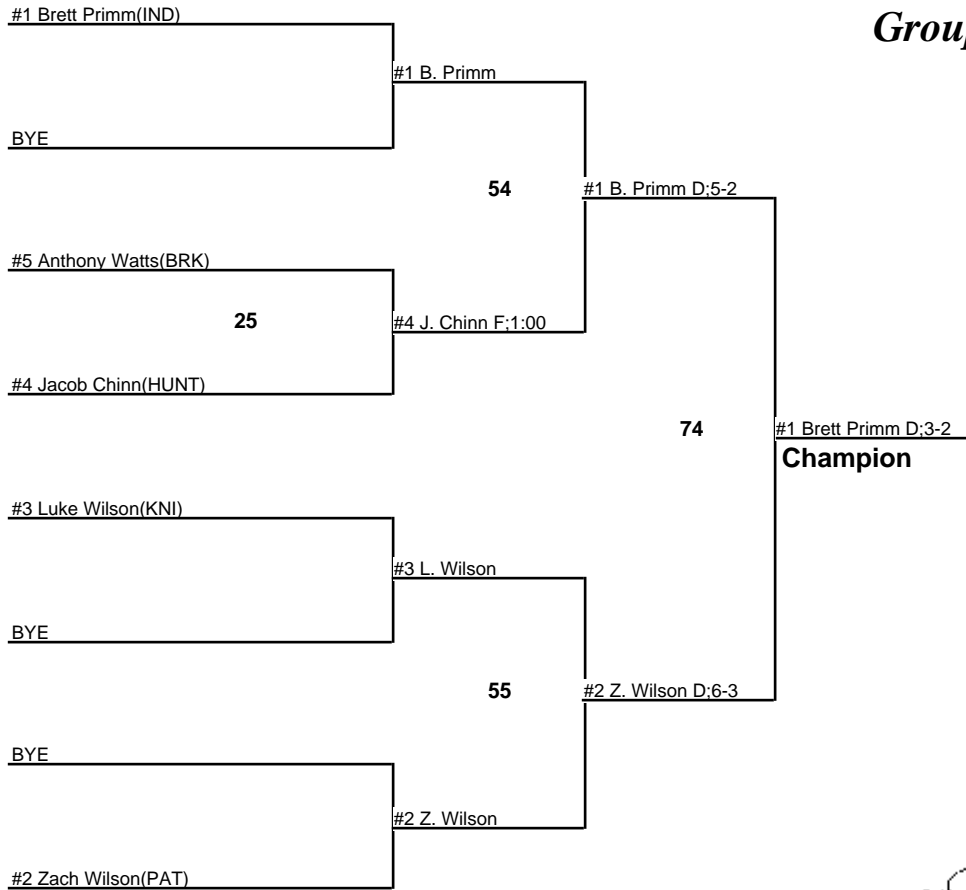 #1 Brett Primm(IND)
#1 B. Primm
BYE
54
#1 B. Primm D;5-2
#5 Anthony Watts(BRK)
25
#4 J. Chinn F;1:00
#4 Jacob Chinn(HUNT)
74
#1 Brett Primm D;3-2
Champion
#3 Luke Wilson(KNI)
#3 L. Wilson
BYE
55
#2 Z. Wilson D;6-3
BYE
#2 Z. Wilson
#2 Zach Wilson(PAT)